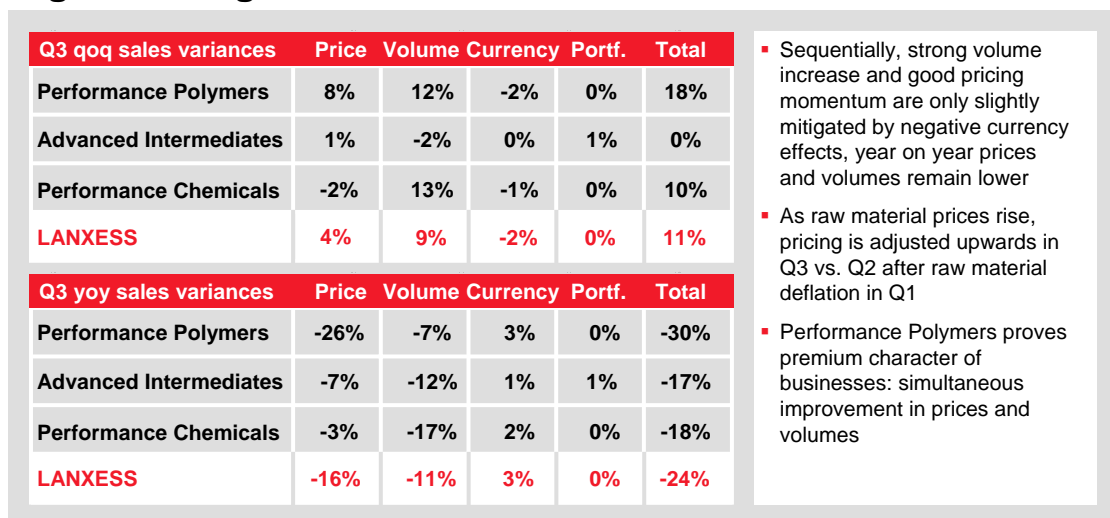 Q3 qoq sales variances Price Volume Currency Portf. Total
Performance Polymers 8% 12% -2% 0% 18%
Advanced Intermediates 1% -2% 0% 1% 0%
Performance Chemicals -2% 13% -1% 0% 10%
LANXESS 4% 9% -2% 0% 11%
Q3 yoy sales variances Price Volume Currency Portf. Total
Performance Polymers -26% -7% 3% 0% -30%
Advanced Intermediates -7% -12% 1% 1% -17%
Performance Chemicals -3% -17% 2% 0% -18%
LANXESS -16% -11% 3% 0% -24%
▪ Sequentially, strong volume
increase and good pricing
momentum are only slightly
mitigated by negative currency
effects, year on year prices
and volumes remain lower
▪ As raw material prices rise,
pricing is adjusted upwards in
Q3 vs. Q2 after raw material
deflation in Q1
▪ Performance Polymers proves
premium character of
businesses: simultaneous
improvement in prices and
volumes